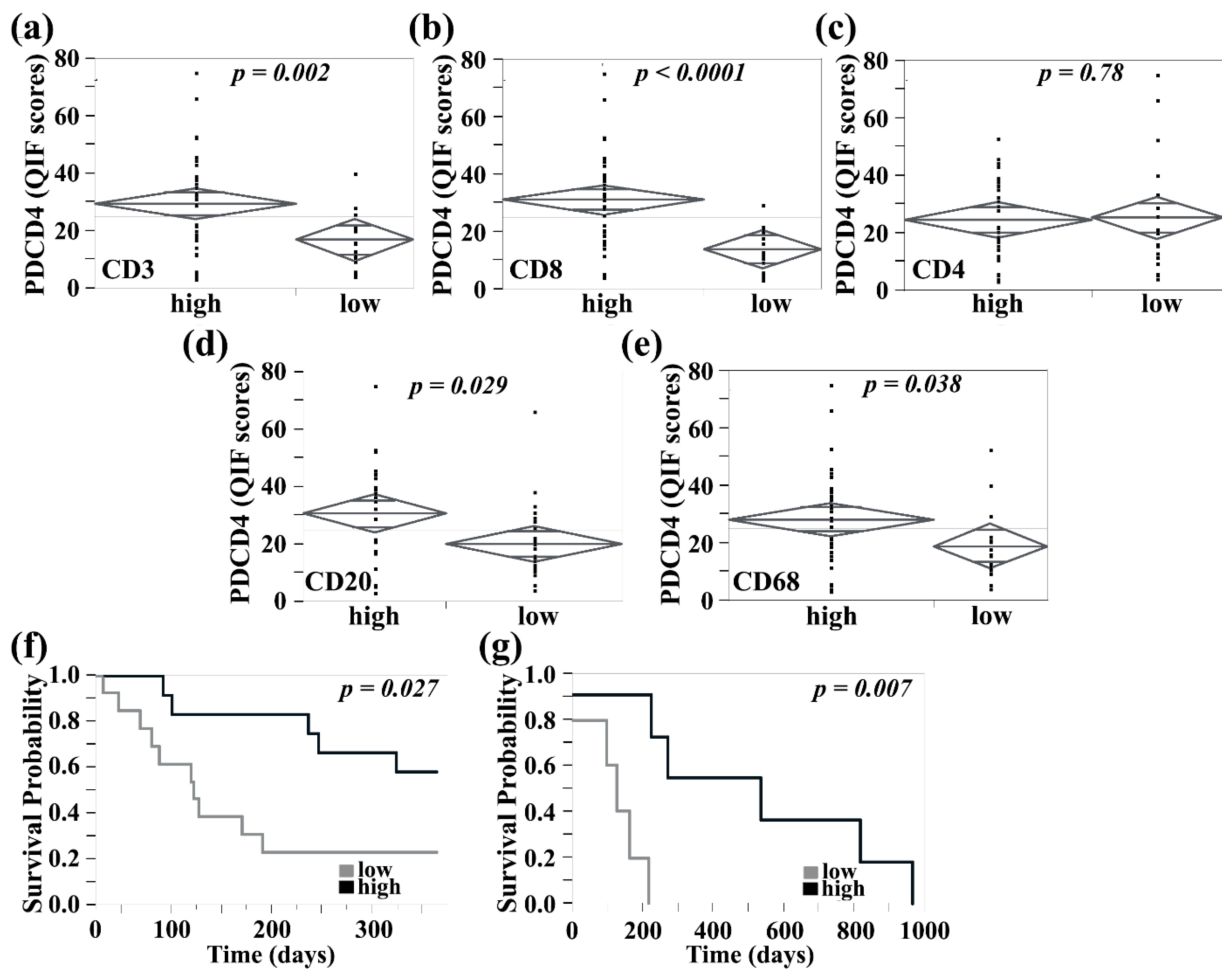 (a)
PDCD4 (QIF scores)
80
60
40
20
0
p = 0.002
CD3
high low
(b)
PDCD4 (QIF scores)
80
60
40
20
0
p < 0.0001
CD8
high low
(c)
PDCD4 (QIF scores)
80
60
40
20
0
p = 0.78
CD4
high low
(d)
PDCD4 (QIF scores)
80
60
40
20
0
p = 0.029
CD20
high low
(e)
PDCD4 (QIF scores)
80
60
40
20
0
p = 0.038
CD68
high low
(f)
Survival Probability
1.0
0.8
0.6
0.4
0.2
0.0
p = 0.027
low
high
0 100 200 300
Time (days)
(g)
Survival Probability
1.0
0.8
0.6
0.4
0.2
0.0
p = 0.007
low
high
0 200 400 600 800 1000
Time (days)